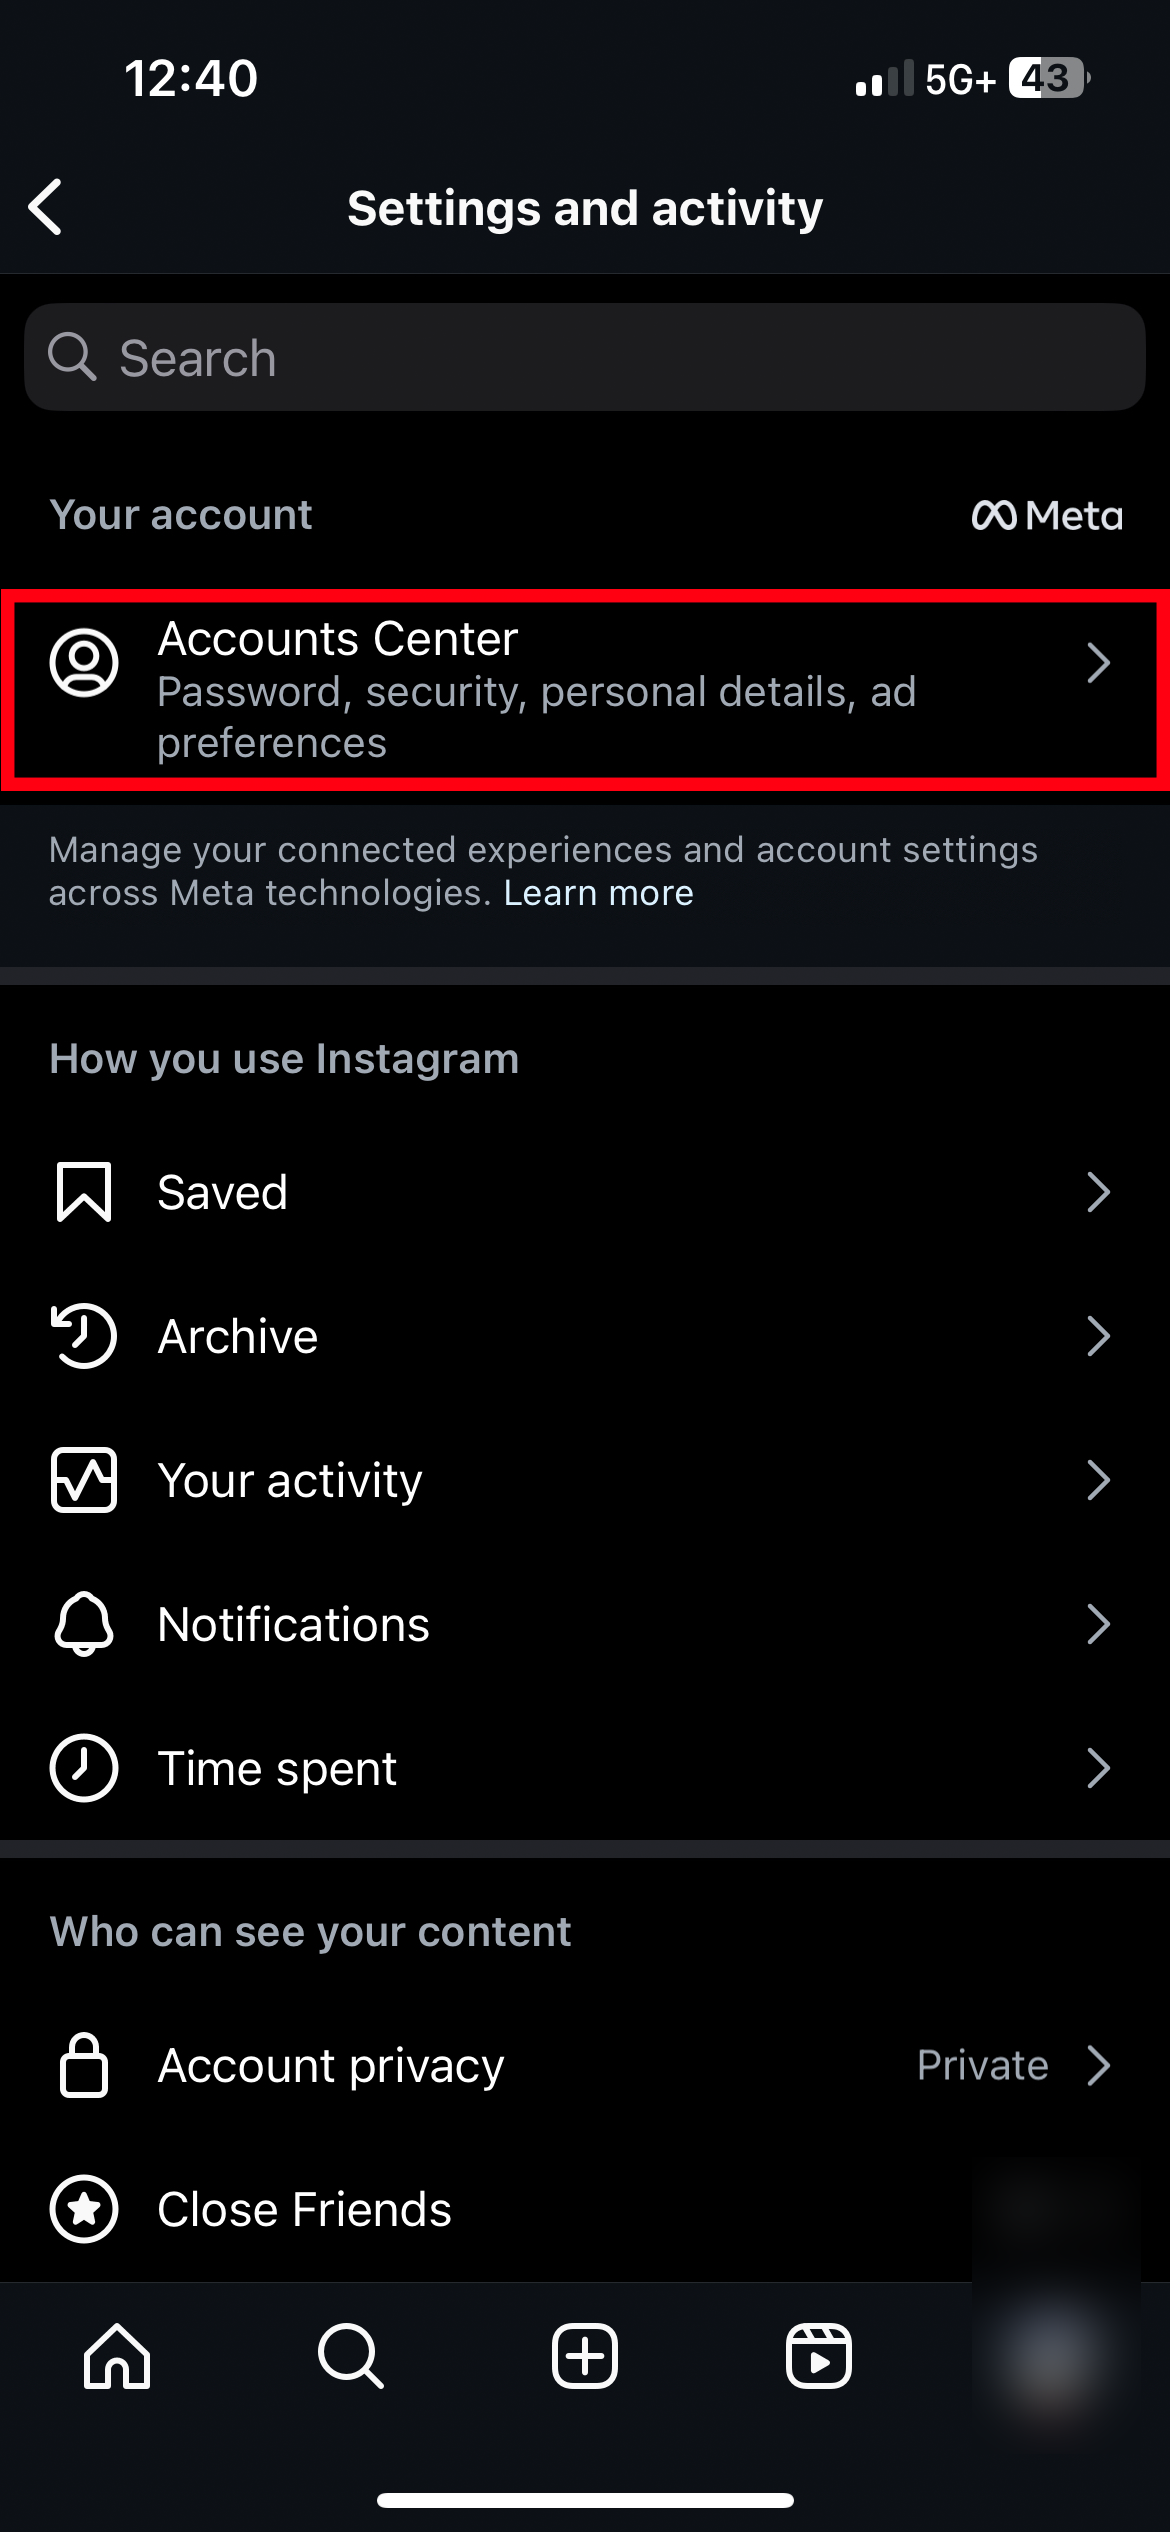 12:40
5G+ 43
Settings and activity
Search
Your account
Meta
Accounts Center
Password, security, personal details, ad
preferences
Manage your connected experiences and account settings
across Meta technologies. Learn more
How you use Instagram
Saved
Archive
Your activity
Notifications
Time spent
Who can see your content
Account privacy
Private
Close Friends